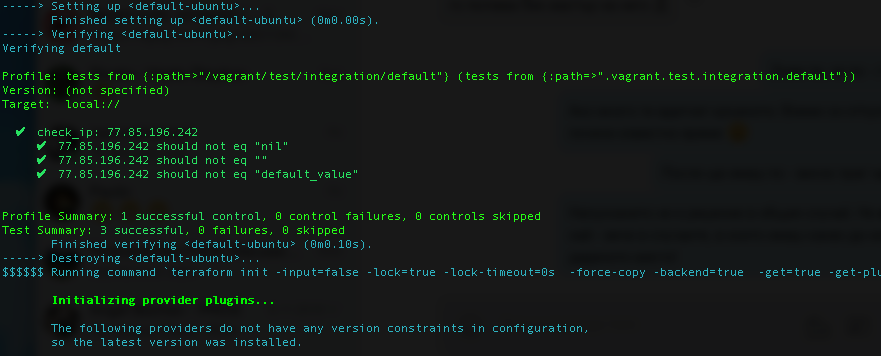 -----> Setting up <default-ubuntu>...
Finished setting up <default-ubuntu> (0m0.00s).
-----> Verifying <default-ubuntu>...
Verifying default
Profile: tests from {:path=>"/vagrant/test/integration/default"} (tests from {:path=>".vagrant.test.integration.default"})
Version: (not specified)
Target:  local://
✔  check_ip: 77.85.196.242
✔  77.85.196.242 should not eq "nil"
✔  77.85.196.242 should not eq ""
✔  77.85.196.242 should not eq "default_value"
Profile Summary: 1 successful control, 0 control failures, 0 controls skipped
Test Summary: 3 successful, 0 failures, 0 skipped
Finished verifying <default-ubuntu> (0m0.10s).
-----> Destroying <default-ubuntu>...
$$$$$$ Running command `terraform init -input=false -lock=true -lock-timeout=0s  -force-copy -backend=true  -get=true -get-plu
Initializing provider plugins...
The following providers do not have any version constraints in configuration,
so the latest version was installed.